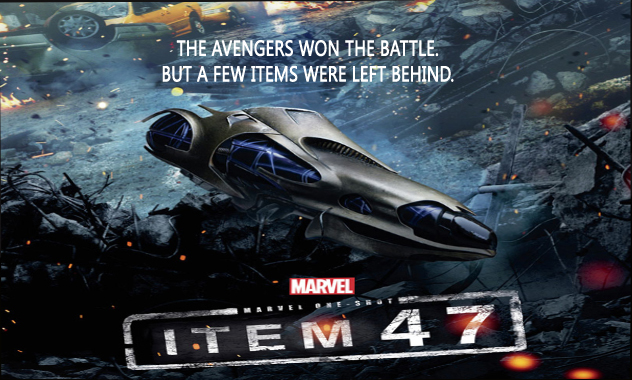 THE AVENGERS WON THE BATTLE.
BUT A FEW ITEMS WERE LEFT BEHIND.
MARVEL
MARVEL ONE-SHOT
ITEM 47